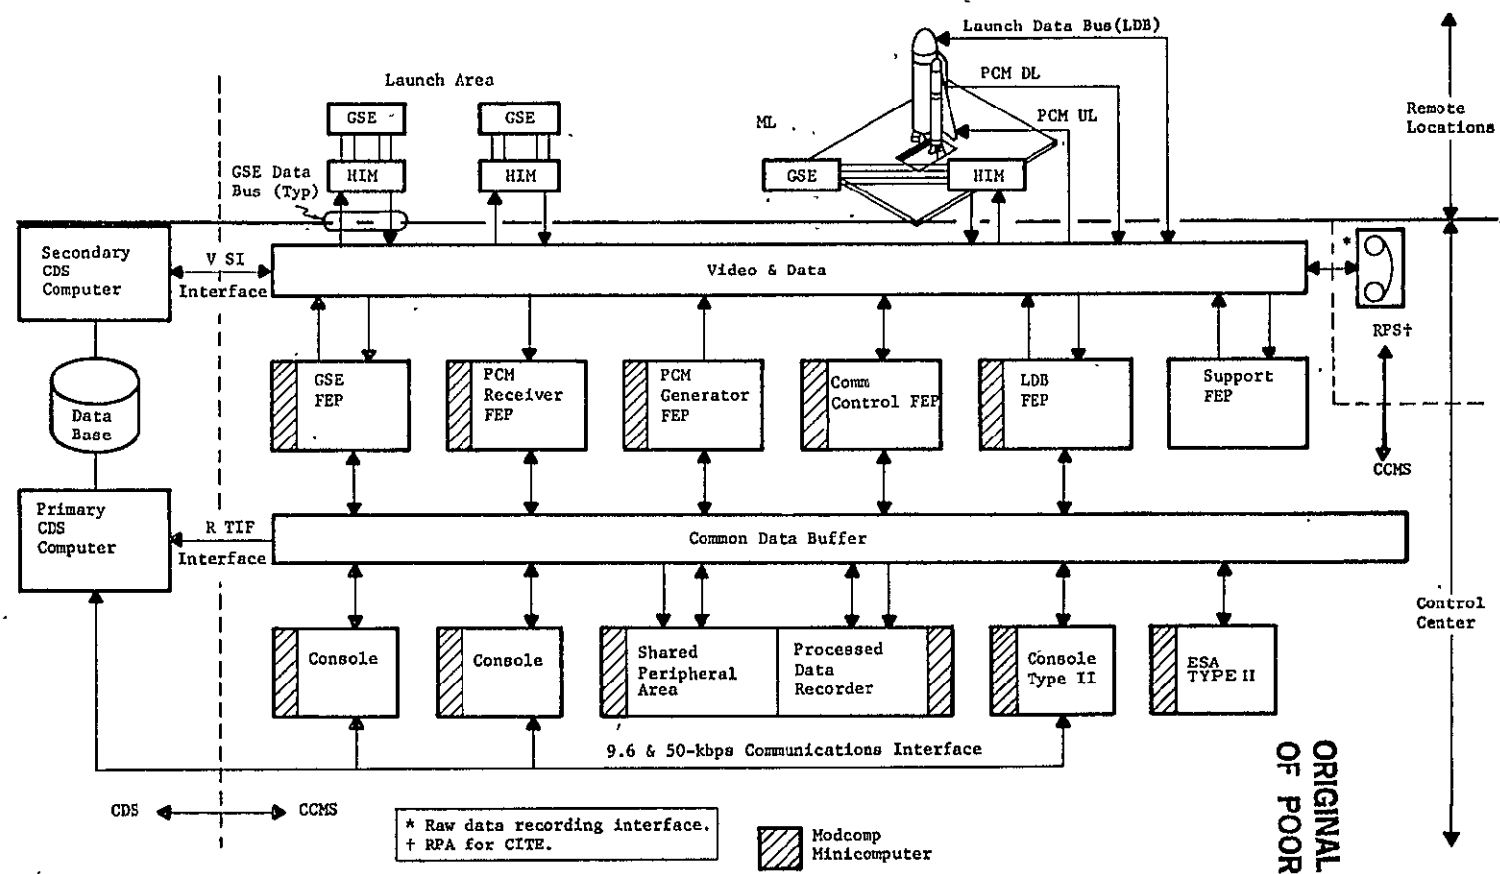 Launch Data Bus(LDB)
Launch Area
PCM DL
GSE
GSE
ML
PCM UL
Remote
Locations
HIM
HIM
GSE
HIM
GSE Data
Bus (Typ)
Secondary
CDS
Computer
V SI
Interface
Video & Data
*
RPS†
GSE
FEP
PCM
Receiver
FEP
PCM
Generator
FEP
Comm
Control FEP
LDB
FEP
Support
FEP
Data
Base
CCMS
Primary
CDS
Computer
R TIF
Interface
Common Data Buffer
Control
Center
Console
Console
Shared
Peripheral
Area
Processed
Data
Recorder
Console
Type II
ESA
TYPE II
9.6 & 50-kbps Communications Interface
CDS
CCMS
* Raw data recording interface.
† RPA for CITE.
Modcomp
Minicomputer
ORIGINAL
OF POOR